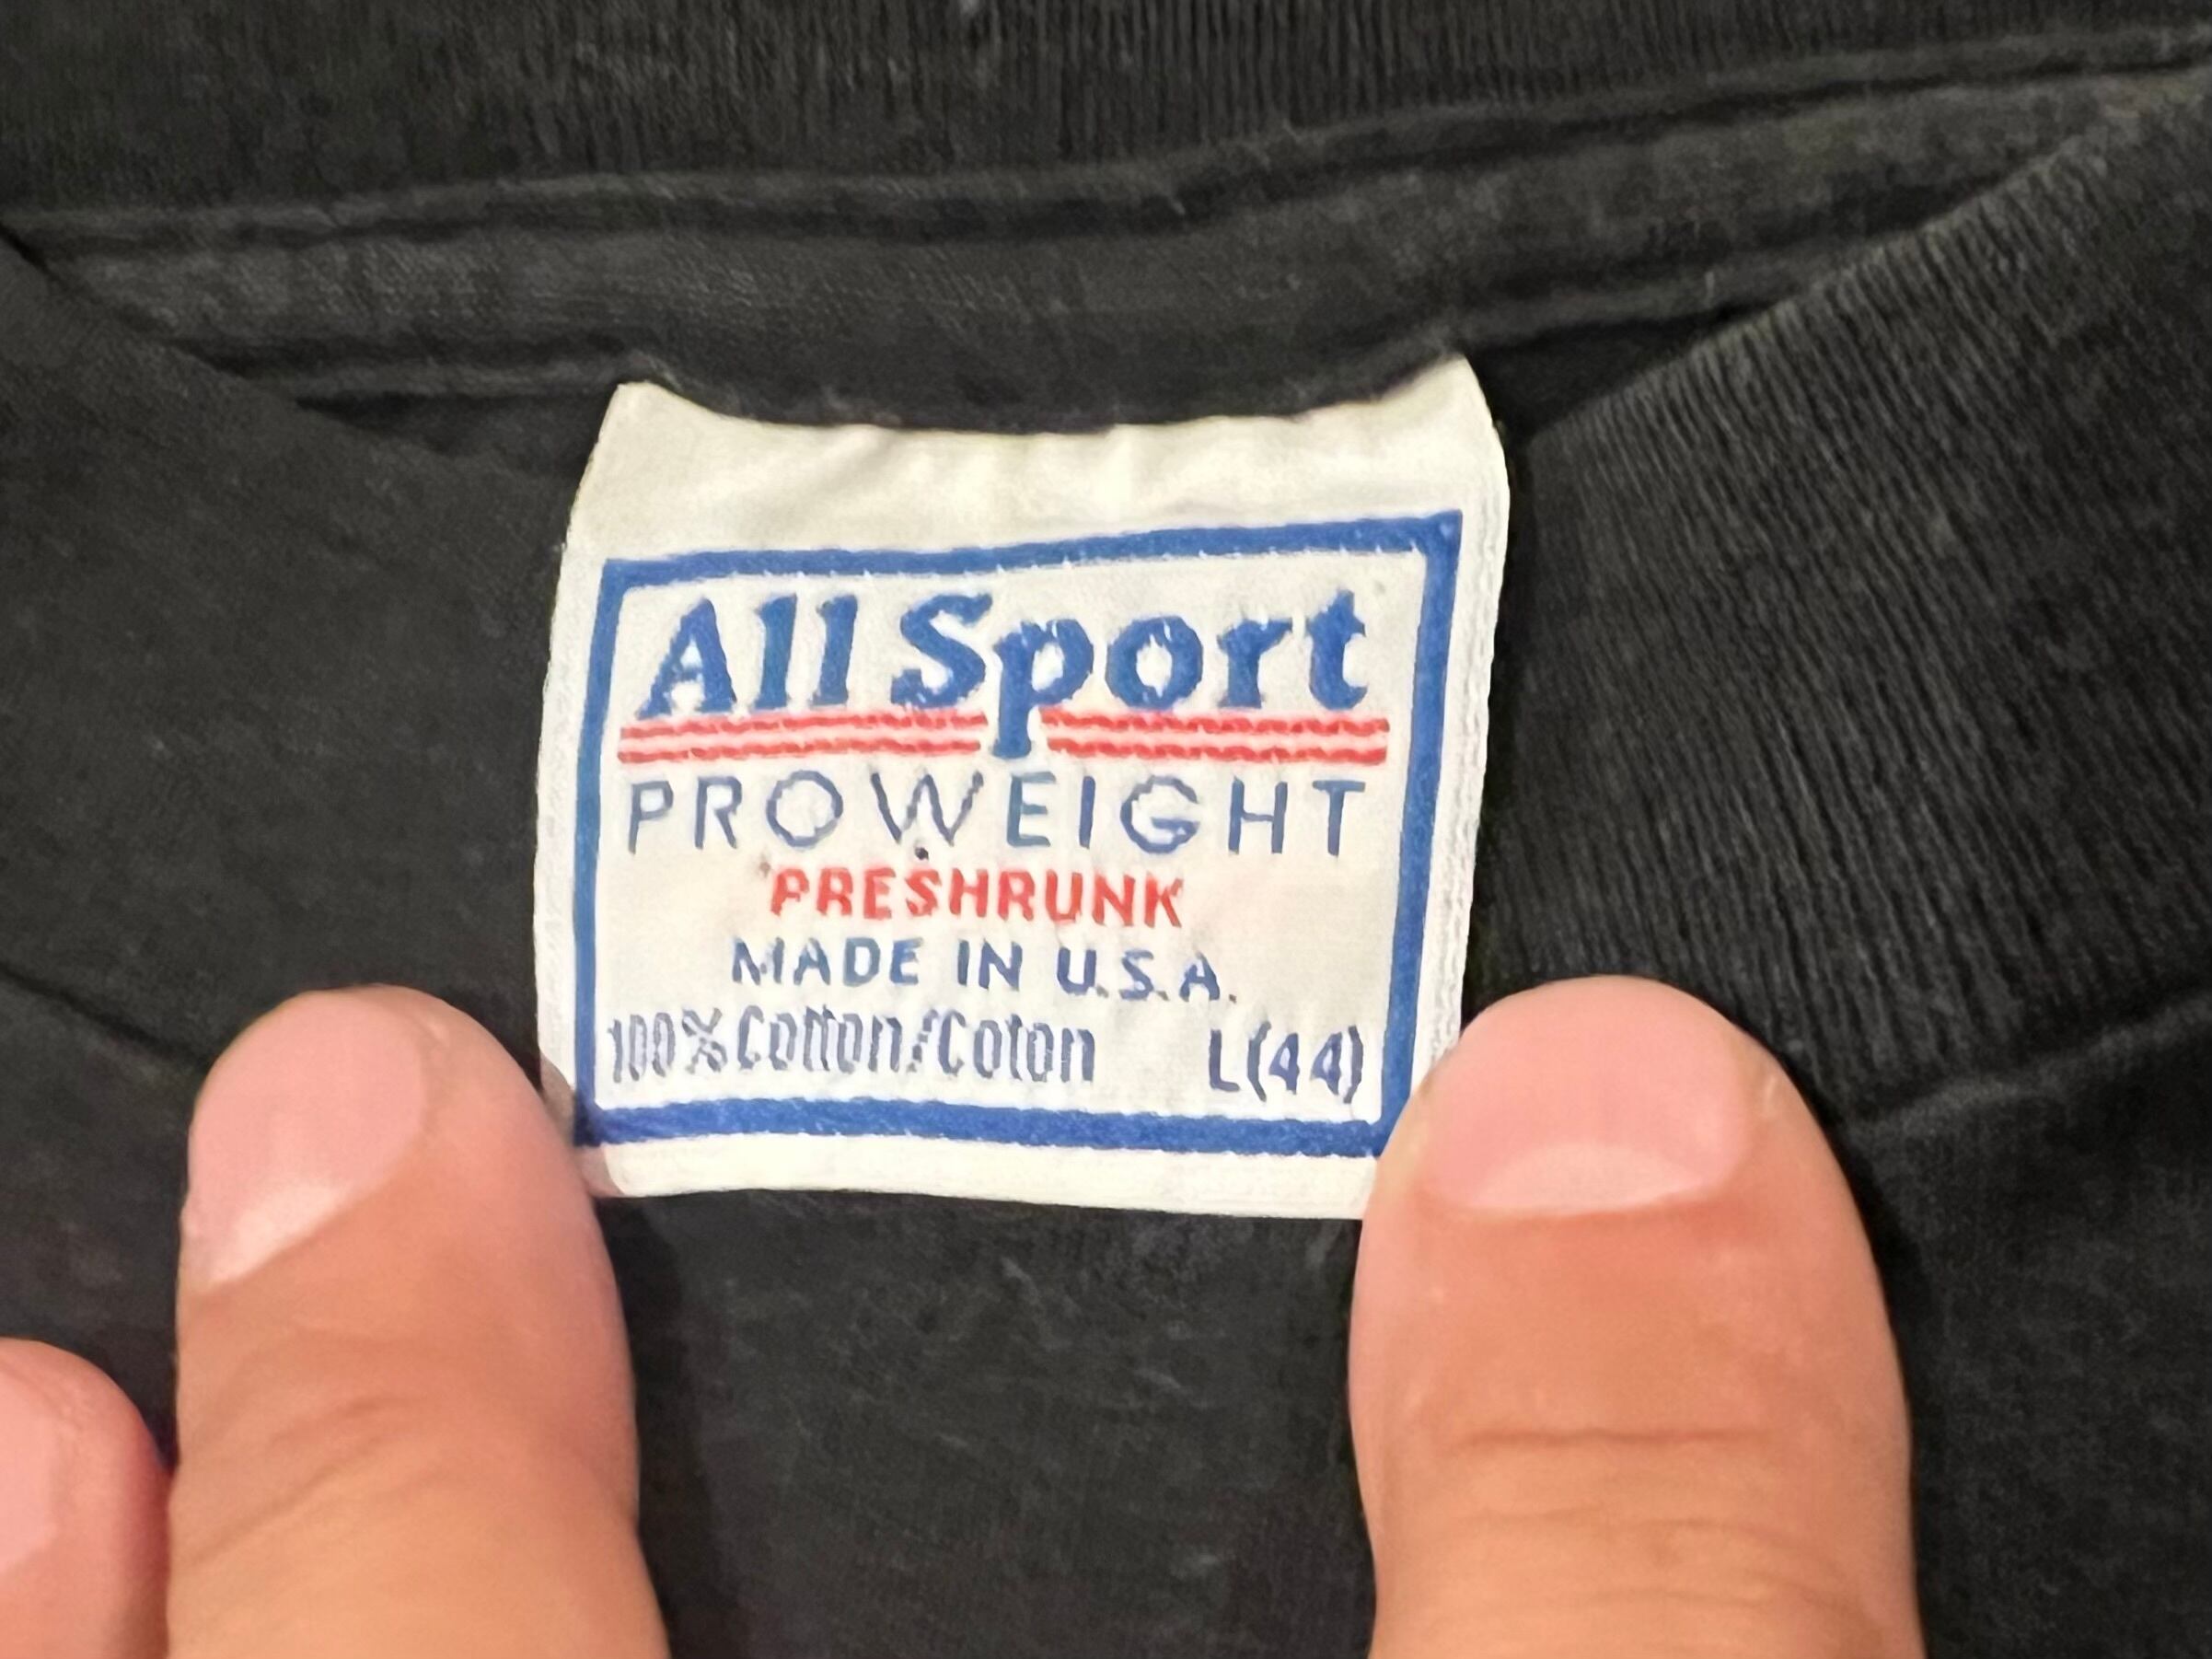 All Sport
PROWEIGHT
PRESHRUNK
MADE IN U.S.A.
100% Cotton/Coton L(44)